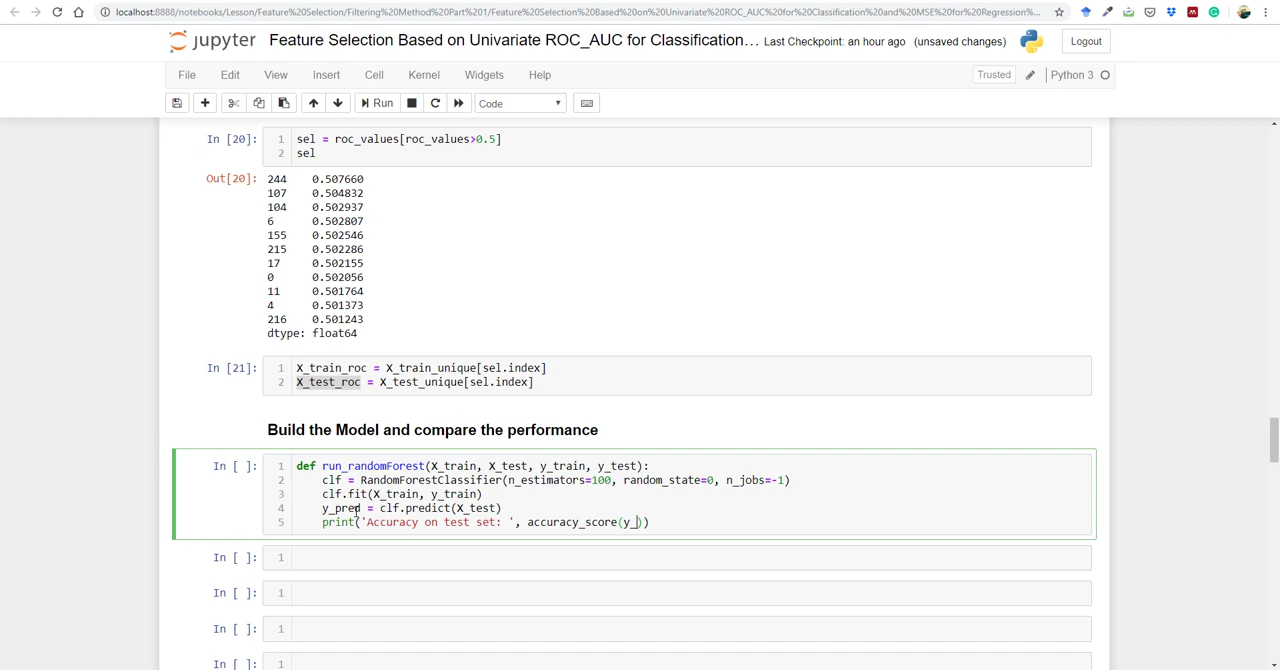 localhost:8888/notebooks/Lesson/Feature%20Selection/Filtering%20Method%20Part%201/Feature%20Selection%20Based%20on%20Univariate%20ROC_AUC%20for%20Classification%20and%20MSE%20for%20Regression%...
jupyter Feature Selection Based on Univariate ROC_AUC for Classification... Last Checkpoint: an hour ago (unsaved changes) Logout
File Edit View Insert Cell Kernel Widgets Help Trusted Python 3
Run Code
In [20]: 1 sel = roc_values[roc_values>0.5]
2 sel
Out[20]: 244 0.507660
107 0.504832
104 0.502937
6 0.502807
155 0.502546
215 0.502286
17 0.502155
0 0.502056
11 0.501764
4 0.501373
216 0.501243
dtype: float64
In [21]: 1 X_train_roc = X_train_unique[sel.index]
2 X_test_roc = X_test_unique[sel.index]
Build the Model and compare the performance
In [ ]: 1 def run_randomForest(X_train, X_test, y_train, y_test):
2 clf = RandomForestClassifier(n_estimators=100, random_state=0, n_jobs=-1)
3 clf.fit(X_train, y_train)
4 y_pred = clf.predict(X_test)
5 print('Accuracy on test set: ', accuracy_score(y_))
In [ ]: 1
In [ ]: 1
In [ ]: 1
In [ ]: 1